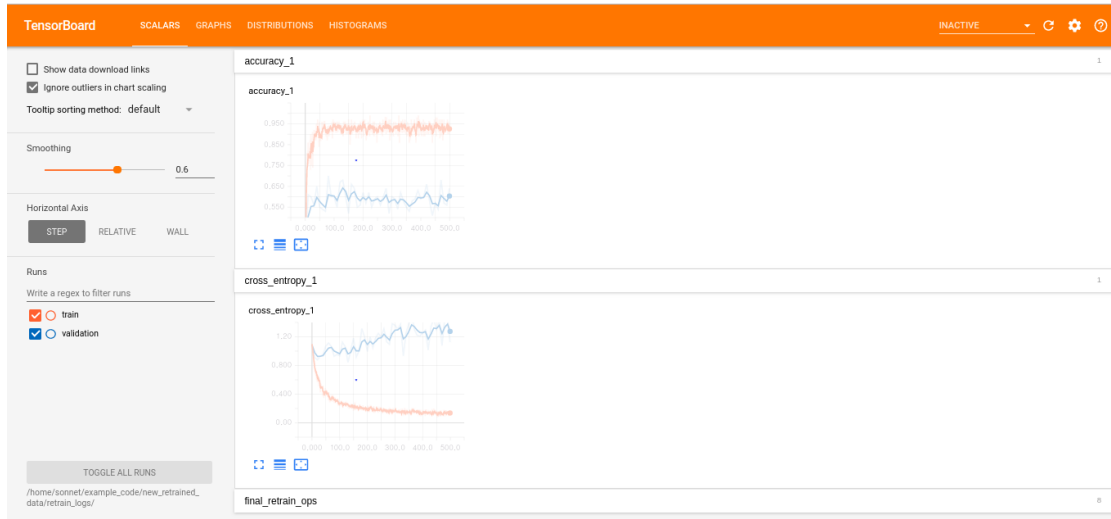 TensorBoard SCALARS GRAPHS DISTRIBUTIONS HISTOGRAMS INACTIVE
Show data download links
Ignore outliers in chart scaling
Tooltip sorting method: default
Smoothing
0.6
Horizontal Axis
STEP RELATIVE WALL
Runs
Write a regex to filter runs
train
validation
TOGGLE ALL RUNS
/home/sonnet/example_code/new_retrained_
data/retrain_logs/
accuracy_1 1
accuracy_1
0.950
0.850
0.750
0.650
0.550
0.000 100.0 200.0 300.0 400.0 500.0
cross_entropy_1 1
cross_entropy_1
1.20
0.800
0.400
0.00
0.000 100.0 200.0 300.0 400.0 500.0
final_retrain_ops 6